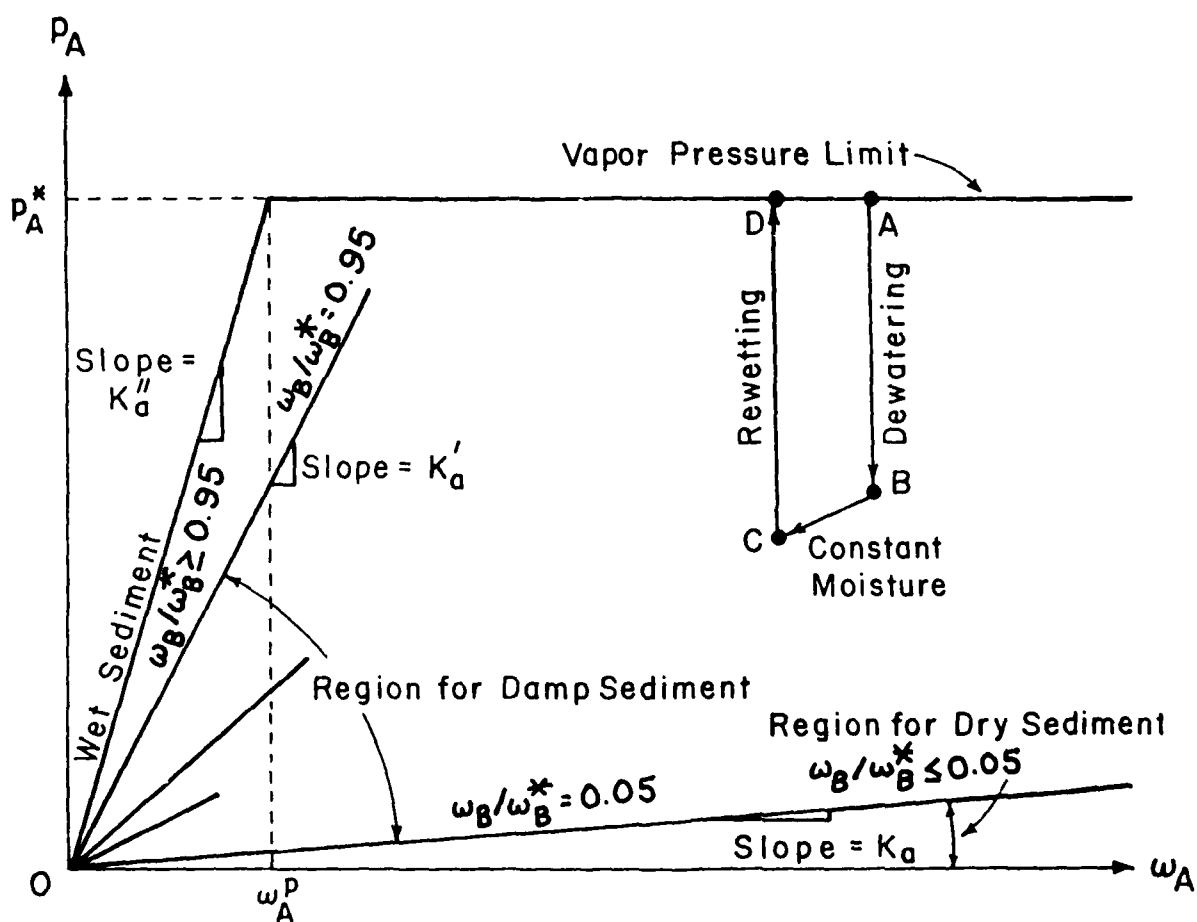 p_A
Vapor Pressure Limit
p_A^*
D
A
ω_B/ω_B^* = 0.95
Rewetting
Dewatering
Slope =
K_a''
Slope = K_a'
B
C
Constant
Moisture
Wet Sediment
ω_B/ω_B^* ≥ 0.95
Region for Damp Sediment
Region for Dry Sediment
ω_B/ω_B^* ≤ 0.05
ω_B/ω_B^* = 0.05
Slope = K_a
O
ω_A^p
ω_A